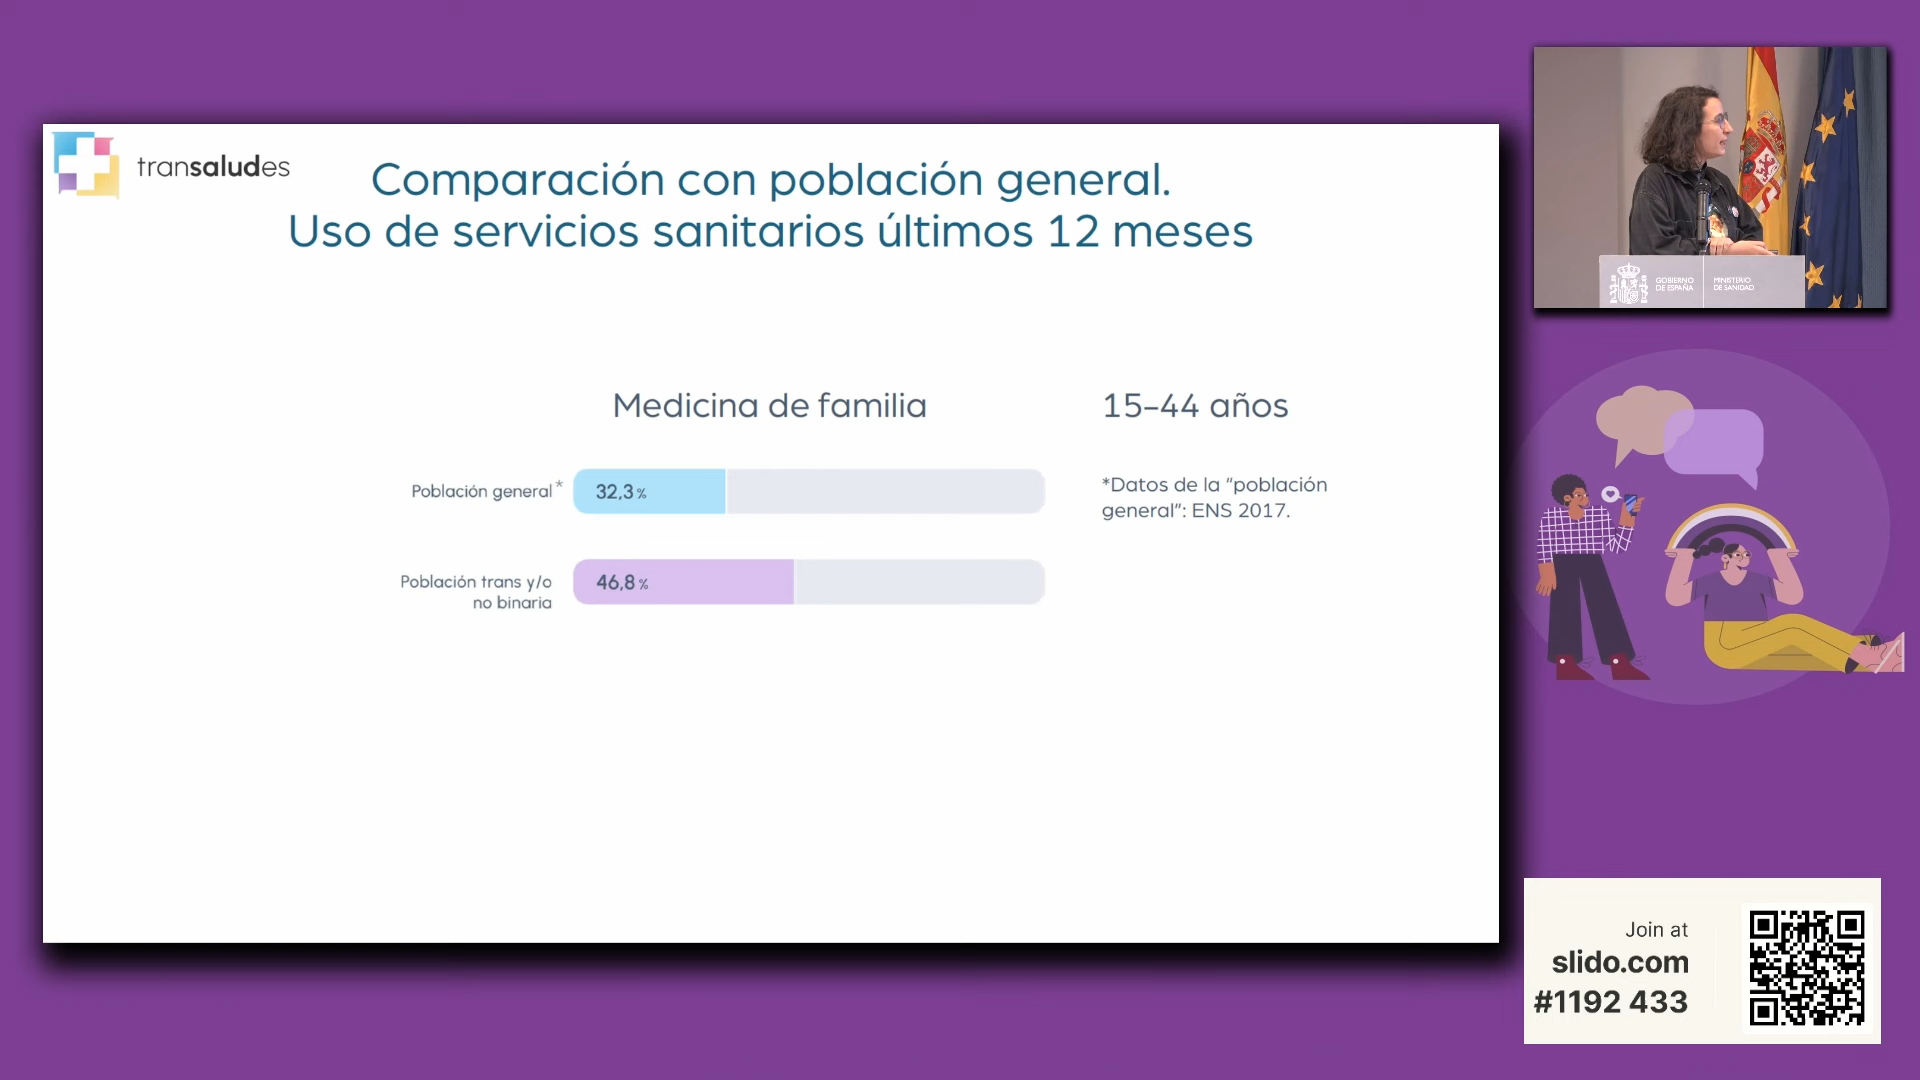 transaludes
Comparación con población general.
Uso de servicios sanitarios últimos 12 meses
Medicina de familia
15-44 años
Población general*
32,3%
*Datos de la "población
general": ENS 2017.
Población trans y/o
no binaria
46,8%
GOBIERNO
DE ESPAÑA
MINISTERIO
DE SANIDAD
Join at
slido.com
#1192 433